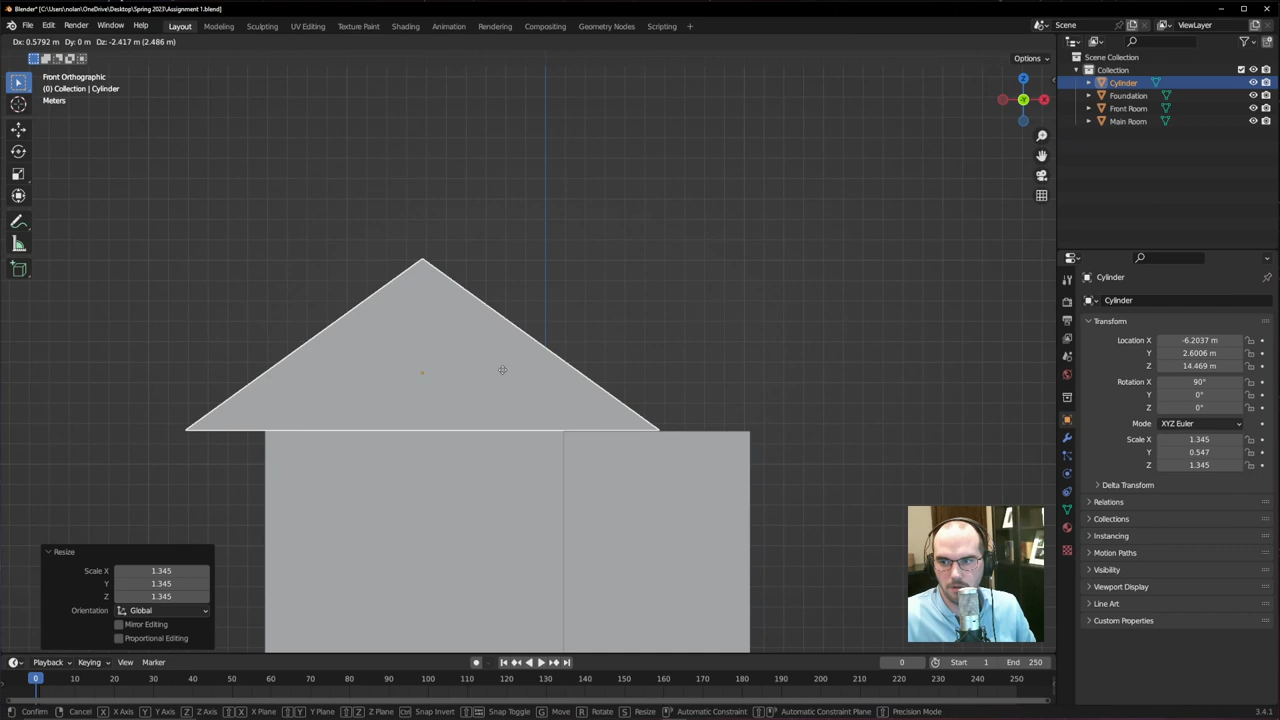 Blender* [C:\Users\nolan\OneDrive\Desktop\Spring 2023\Assignment 1.blend]
File Edit Render Window Help Layout Modeling Sculpting UV Editing Texture Paint Shading Animation Rendering Compositing Geometry Nodes Scripting + Scene ViewLayer
Dx: 0.5792 m Dy: 0 m Dz: -2.417 m (2.486 m)
Options
Front Orthographic
(0) Collection | Cylinder
Meters
Z
Y
X
Scene Collection
Collection
Cylinder
Foundation
Front Room
Main Room
Cylinder
Cylinder
Transform
Location X -6.2037 m
Y 2.6006 m
Z 14.469 m
Rotation X 90°
Y 0°
Z 0°
Mode XYZ Euler
Scale X 1.345
Y 0.547
Z 1.345
Delta Transform
Relations
Collections
Instancing
Motion Paths
Visibility
Viewport Display
Line Art
Custom Properties
Resize
Scale X 1.345
Y 1.345
Z 1.345
Orientation Global
Mirror Editing
Proportional Editing
Playback Keying View Marker 0 Start 1 End 250
0 10 20 30 40 50 60 70 80 90 100 110 120 130 140 150 160 170 180 190 200 210 220 230 240 250
Confirm Cancel X X Axis Y Y Axis Z Z Axis X X Plane Y Y Plane Z Z Plane Ctrl Snap Invert Snap Toggle G Move R Rotate S Resize Automatic Constraint Automatic Constraint Plane Precision Mode 3.4.1